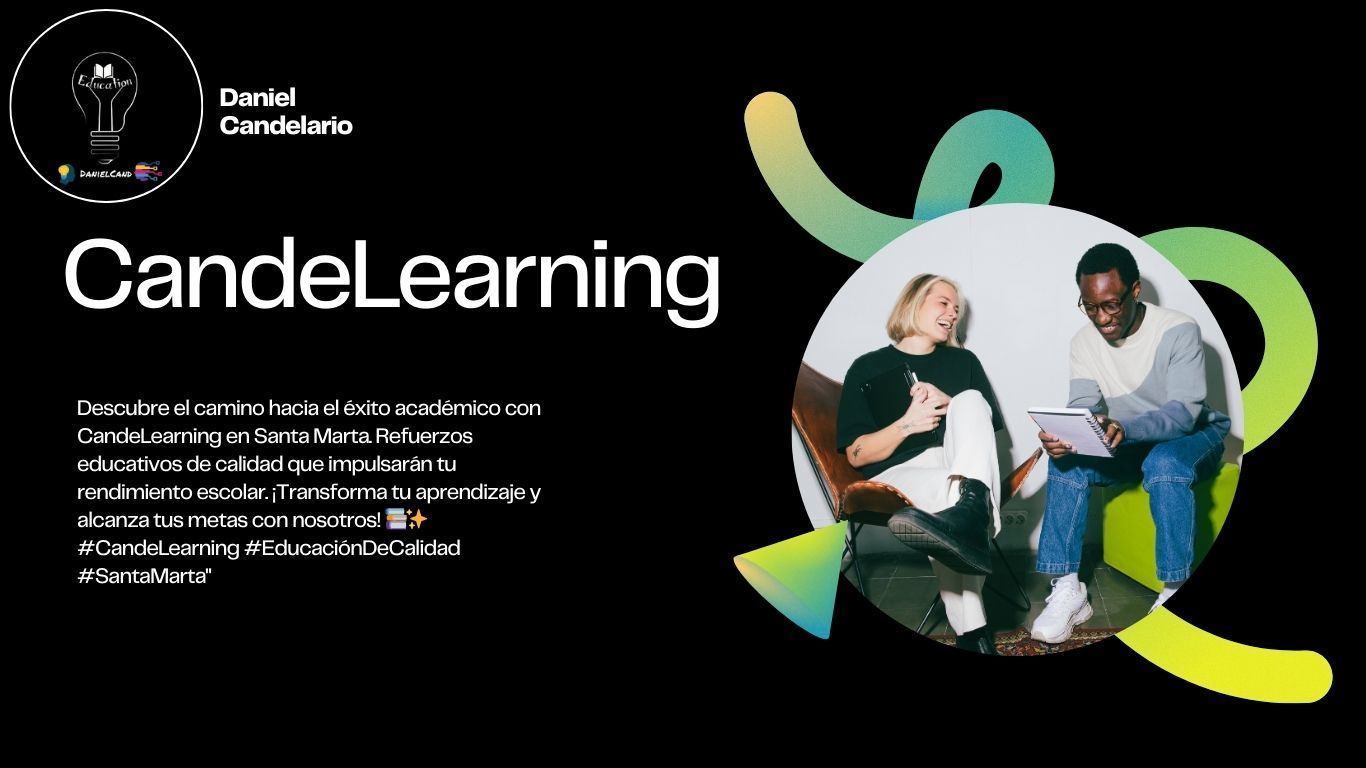 Education
DANIELCAND
Daniel
Candelario
CandeLearning
Descubre el camino hacia el éxito académico con
CandeLearning en Santa Marta. Refuerzos
educativos de calidad que impulsarán tu
rendimiento escolar. ¡Transforma tu aprendizaje y
alcanza tus metas con nosotros! 📚✨
#CandeLearning #EducaciónDeCalidad
#SantaMarta"